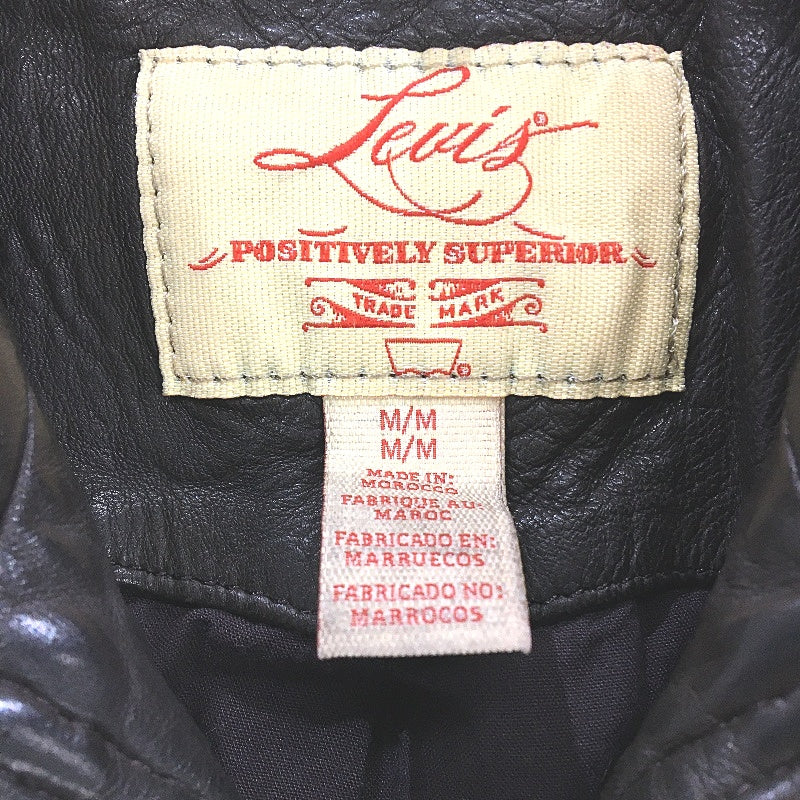 Levi's®
POSITIVELY SUPERIOR
TRADE MARK
®
M/M
M/M
MADE IN:
MOROCCO
FABRIQUE AU:
MAROC
FABRICADO EN:
MARRUECOS
FABRICADO NO:
MARROCOS